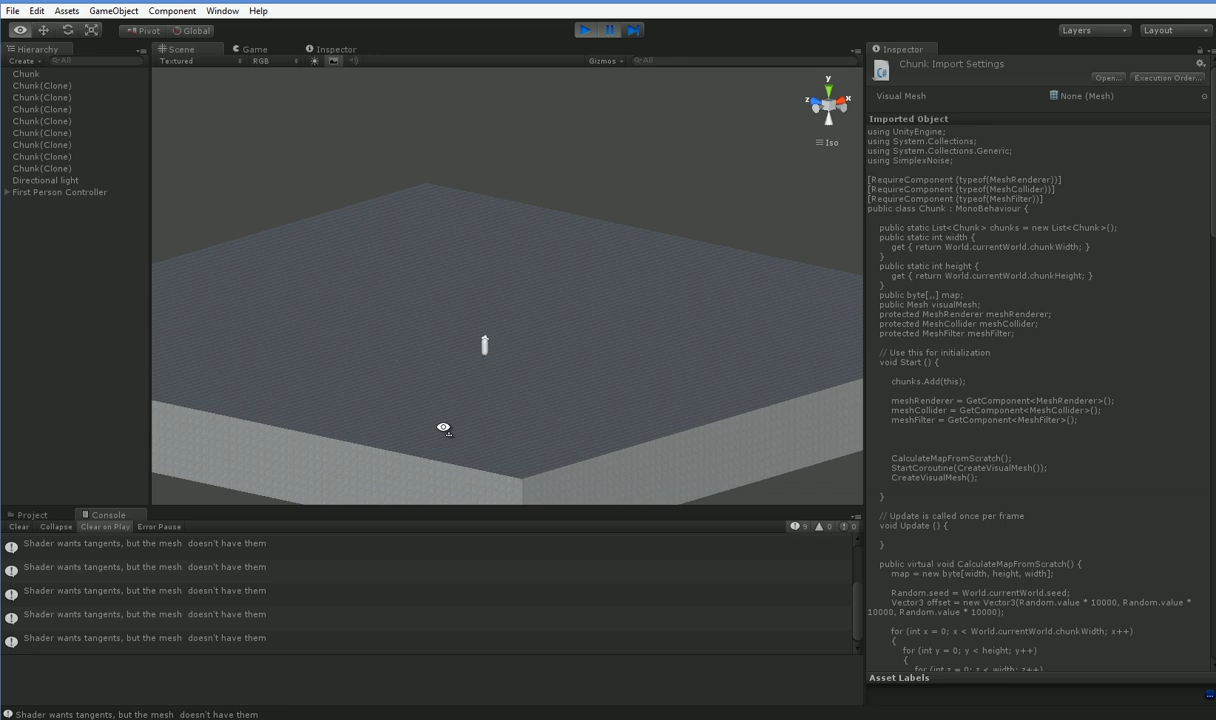 File Edit Assets GameObject Component Window Help
Pivot Global Layers Layout
Hierarchy Scene Game Inspector Inspector
Create All Textured RGB Gizmos All
Chunk
Chunk(Clone)
Chunk(Clone)
Chunk(Clone)
Chunk(Clone)
Chunk(Clone)
Chunk(Clone)
Chunk(Clone)
Chunk(Clone)
Directional light
First Person Controller
y
z x
Iso
Chunk Import Settings
Open... Execution Order...
Visual Mesh None (Mesh)
Imported Object
using UnityEngine;
using System.Collections;
using System.Collections.Generic;
using SimplexNoise;
[RequireComponent (typeof(MeshRenderer))]
[RequireComponent (typeof(MeshCollider))]
[RequireComponent (typeof(MeshFilter))]
public class Chunk : MonoBehaviour {
public static List<Chunk> chunks = new List<Chunk>();
public static int width {
get { return World.currentWorld.chunkWidth; }
}
public static int height {
get { return World.currentWorld.chunkHeight; }
}
public byte[,,] map;
public Mesh visualMesh;
protected MeshRenderer meshRenderer;
protected MeshCollider meshCollider;
protected MeshFilter meshFilter;
// Use this for initialization
void Start () {
chunks.Add(this);
meshRenderer = GetComponent<MeshRenderer>();
meshCollider = GetComponent<MeshCollider>();
meshFilter = GetComponent<MeshFilter>();
CalculateMapFromScratch();
StartCoroutine(CreateVisualMesh());
CreateVisualMesh();
}
// Update is called once per frame
void Update () {
}
public virtual void CalculateMapFromScratch() {
map = new byte[width, height, width];
Random.seed = World.currentWorld.seed;
Vector3 offset = new Vector3(Random.value * 10000, Random.value *
10000, Random.value * 10000);
for (int x = 0; x < World.currentWorld.chunkWidth; x++)
{
for (int y = 0; y < height; y++)
{
for (int z = 0; z < width; z++)
Asset Labels
Project Console
Clear Collapse Clear on Play Error Pause 9 0 0
Shader wants tangents, but the mesh doesn't have them
Shader wants tangents, but the mesh doesn't have them
Shader wants tangents, but the mesh doesn't have them
Shader wants tangents, but the mesh doesn't have them
Shader wants tangents, but the mesh doesn't have them
Shader wants tangents, but the mesh doesn't have them